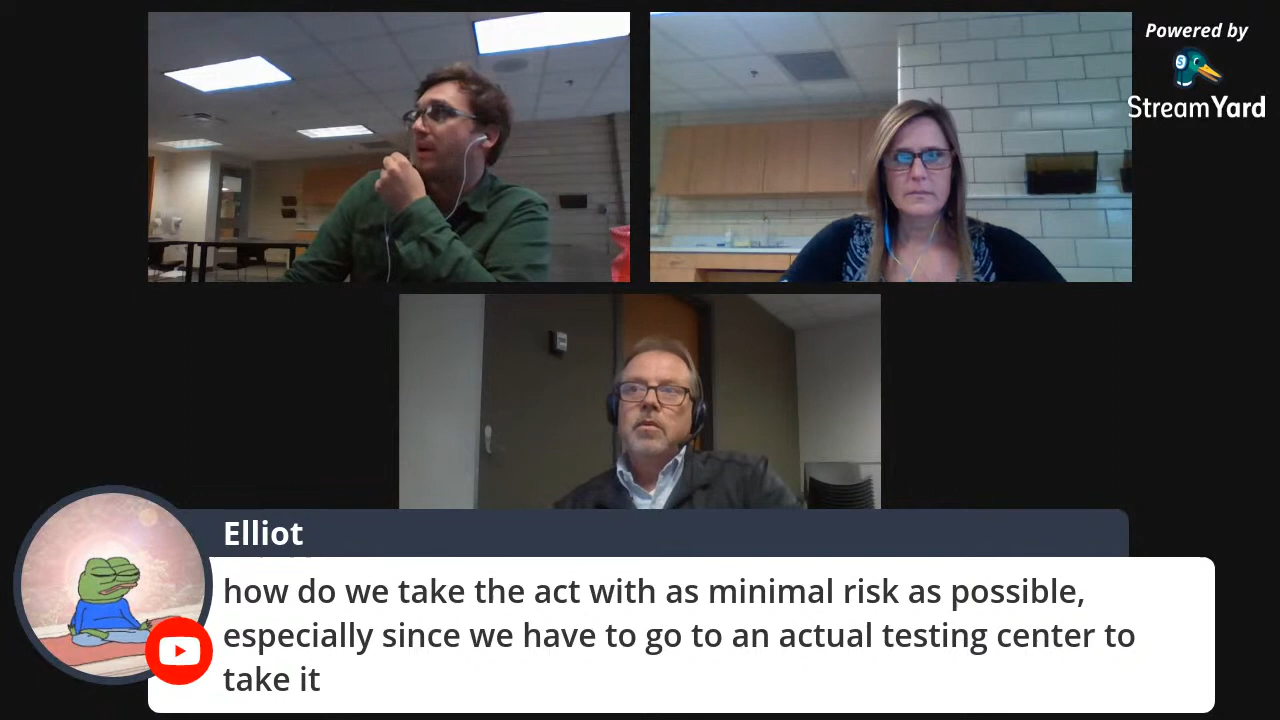 Powered by
StreamYard
Elliot
how do we take the act with as minimal risk as possible,
especially since we have to go to an actual testing center to
take it